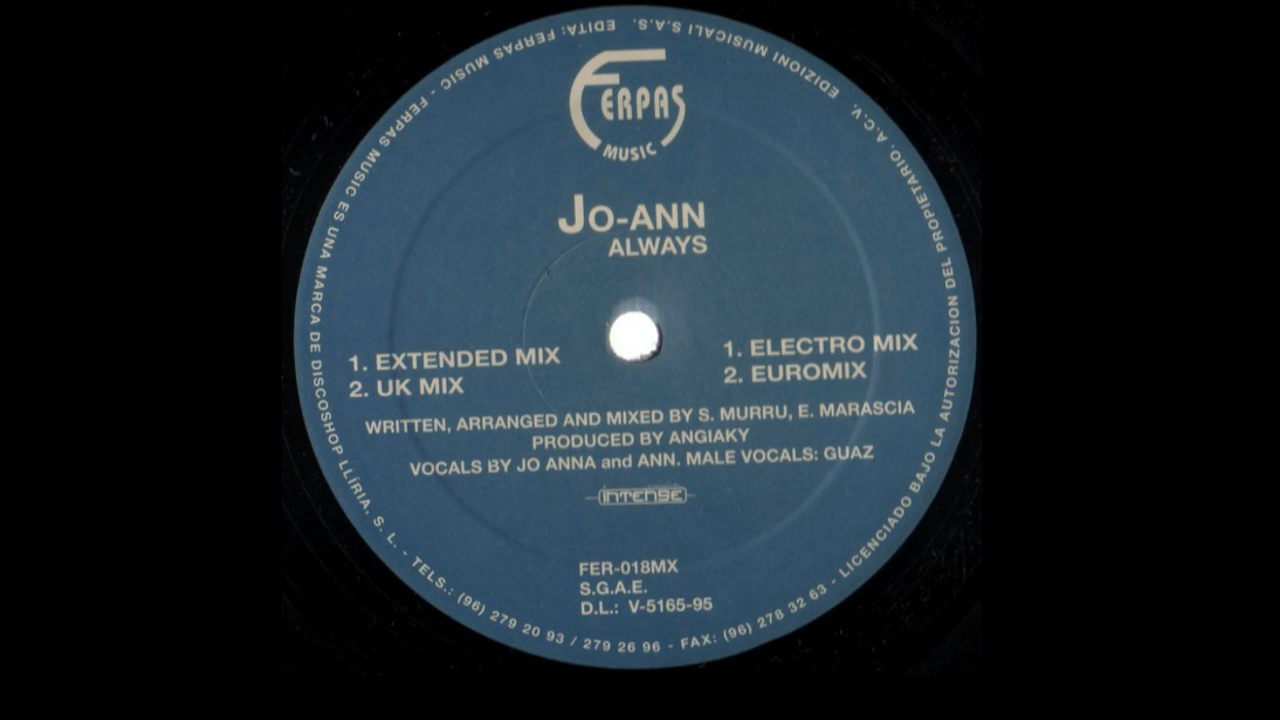 FERPAS
MUSIC
JO-ANN
ALWAYS
1. EXTENDED MIX
2. UK MIX
1. ELECTRO MIX
2. EUROMIX
WRITTEN, ARRANGED AND MIXED BY S. MURRU, E. MARASCIA
PRODUCED BY ANGIAKY
VOCALS BY JO ANNA and ANN. MALE VOCALS: GUAZ
INTENSE
FER-018MX
S.G.A.E.
D.L.: V-5165-95
EDITA: FERPAS MUSIC - FERPAS MUSIC ES UNA MARCA DE DISCOSHOP LLÍRIA, S. L. - TELS.: (96) 279 20 93 / 279 26 96 - FAX: (96) 278 32 63 - LICENCIADO BAJO LA AUTORIZACION DEL PROPIETARIO. A.C.V. EDIZIONI MUSICALI S.A.S.